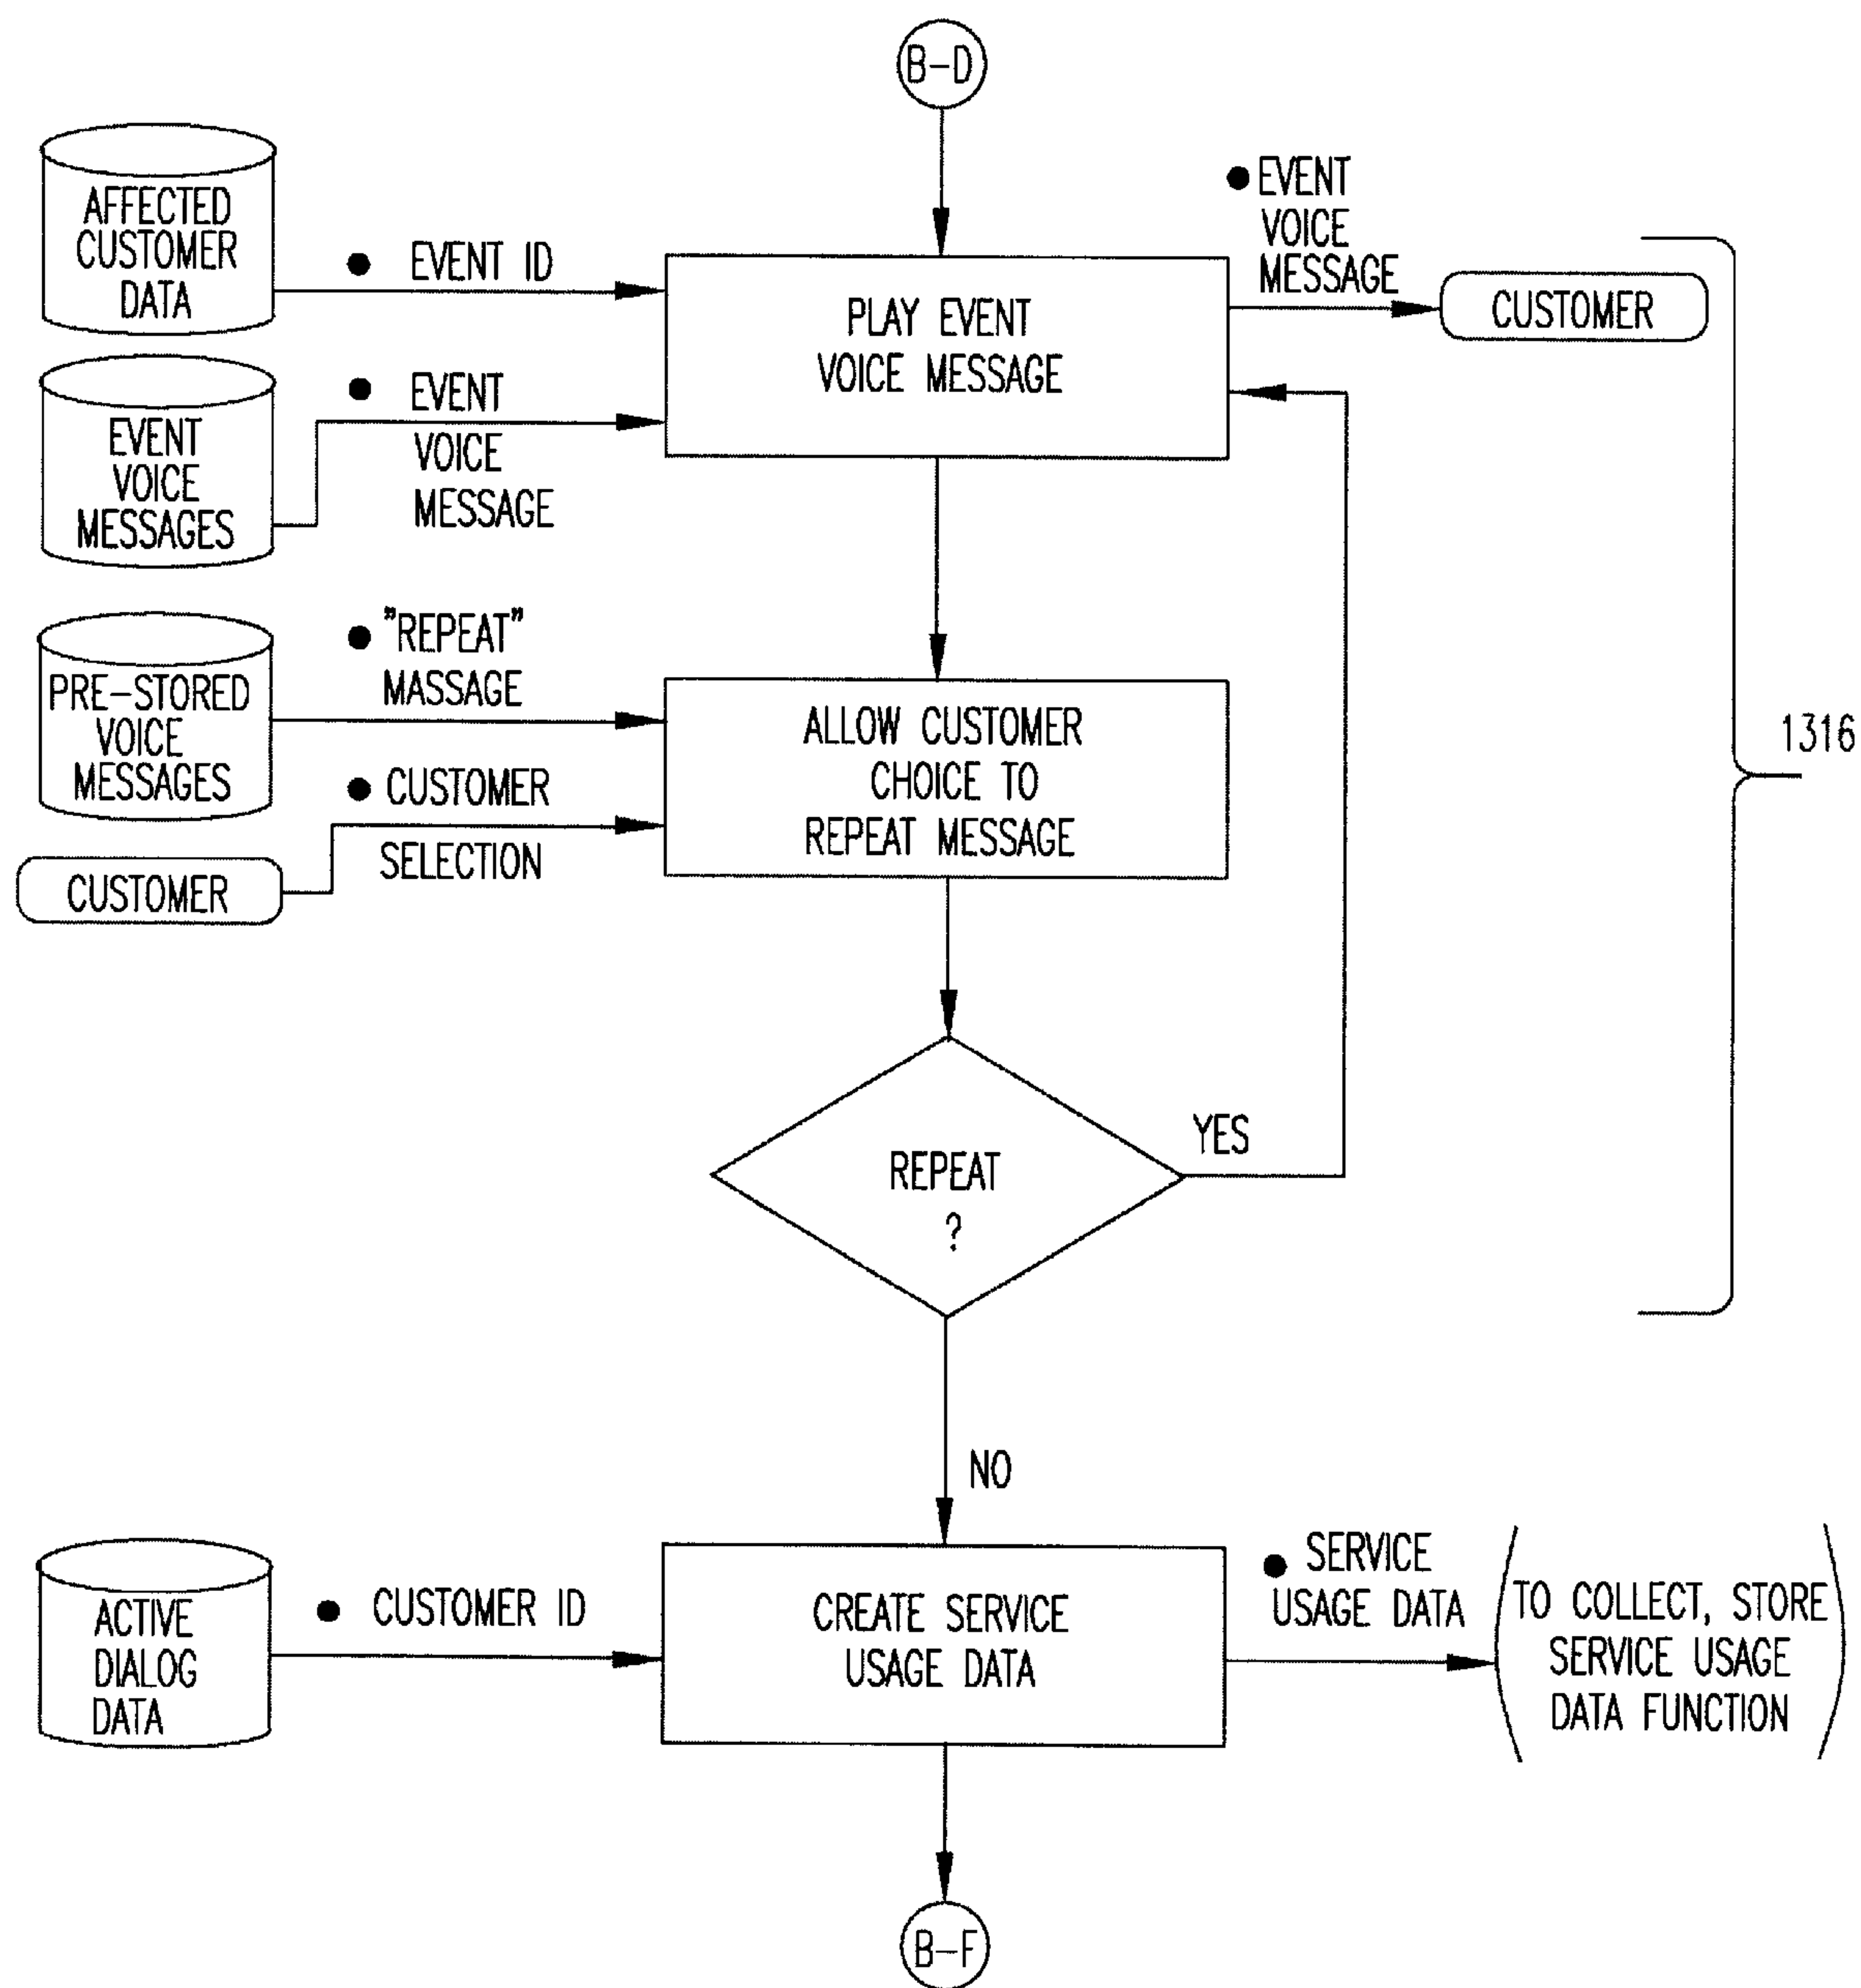 B-D
AFFECTED
CUSTOMER
DATA
● EVENT ID
PLAY EVENT
VOICE MESSAGE
● EVENT
VOICE
MESSAGE
CUSTOMER
EVENT
VOICE
MESSAGES
● EVENT
VOICE
MESSAGE
PRE-STORED
VOICE
MESSAGES
● "REPEAT"
MASSAGE
ALLOW CUSTOMER
CHOICE TO
REPEAT MESSAGE
1316
● CUSTOMER
SELECTION
CUSTOMER
REPEAT
?
YES
NO
ACTIVE
DIALOG
DATA
● CUSTOMER ID
CREATE SERVICE
USAGE DATA
● SERVICE
USAGE DATA
TO COLLECT, STORE
SERVICE USAGE
DATA FUNCTION
B-F